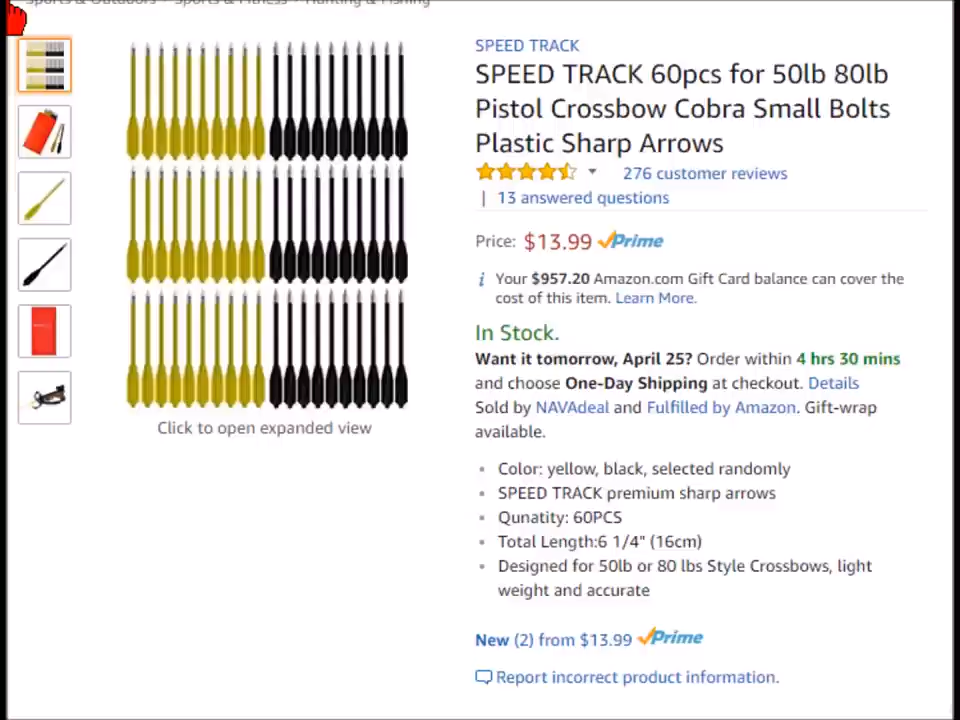 Sports & Outdoors › Sports & Fitness › Hunting & Fishing
SPEED TRACK
SPEED TRACK 60pcs for 50lb 80lb
Pistol Crossbow Cobra Small Bolts
Plastic Sharp Arrows
276 customer reviews
| 13 answered questions
Price: $13.99 Prime
Your $957.20 Amazon.com Gift Card balance can cover the
cost of this item. Learn More.
In Stock.
Want it tomorrow, April 25? Order within 4 hrs 30 mins
and choose One-Day Shipping at checkout. Details
Sold by NAVAdeal and Fulfilled by Amazon. Gift-wrap
available.
Click to open expanded view
• Color: yellow, black, selected randomly
• SPEED TRACK premium sharp arrows
• Qunatity: 60PCS
• Total Length:6 1/4" (16cm)
• Designed for 50lb or 80 lbs Style Crossbows, light
weight and accurate
New (2) from $13.99 Prime
Report incorrect product information.